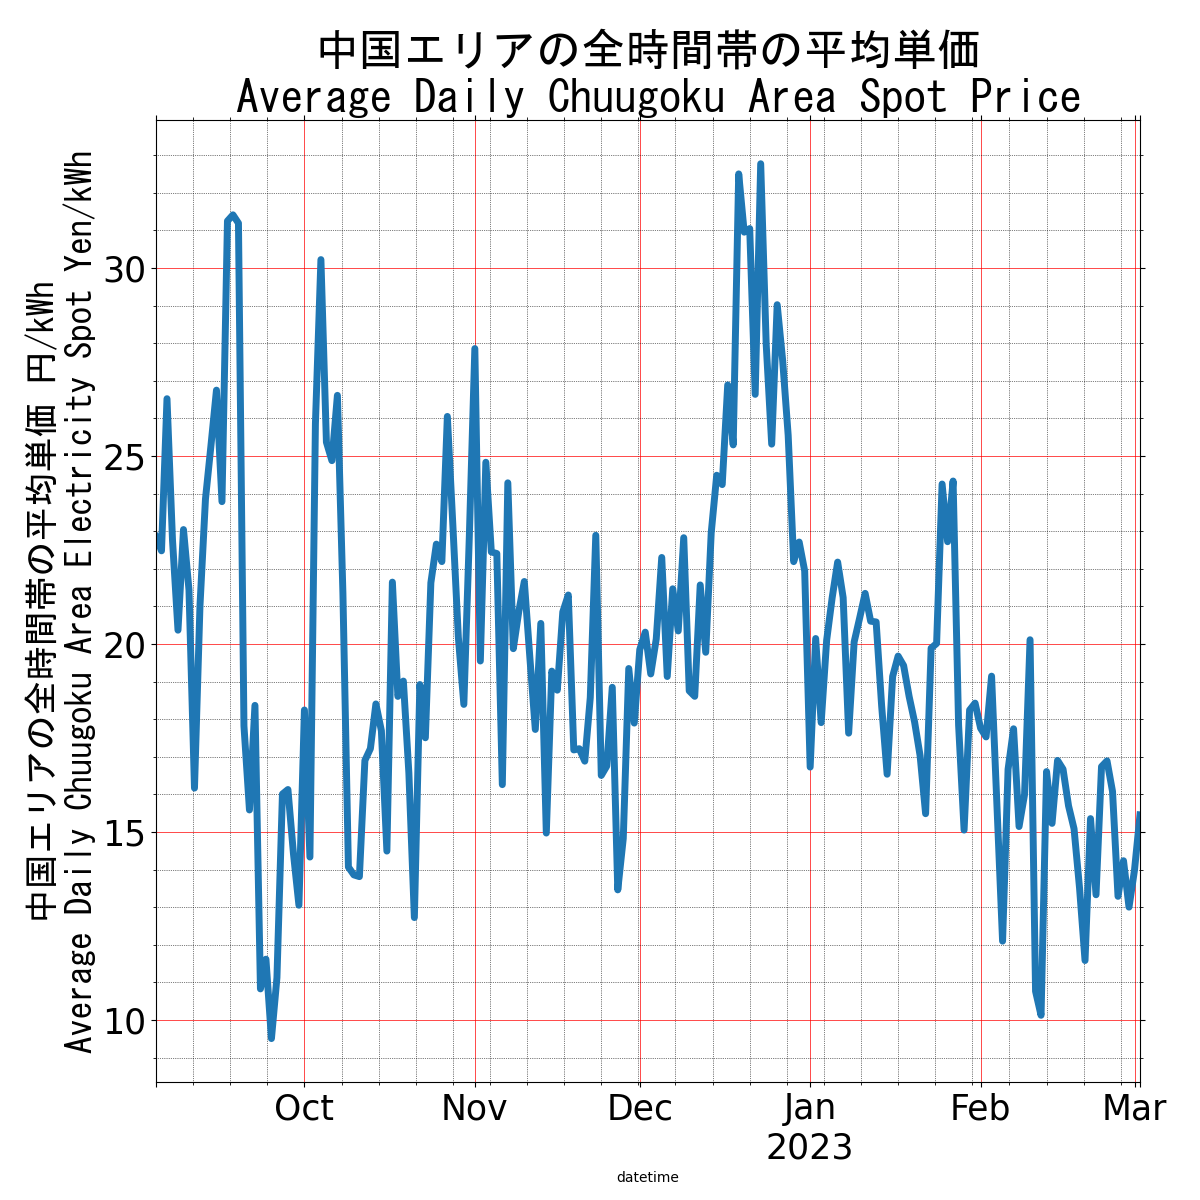 中国エリアの全時間帯の平均単価
Average Daily Chuugoku Area Spot Price
中国エリアの全時間帯の平均単価 円/kWh
Average Daily Chuugoku Area Electricity Spot Yen/kWh
30
25
20
15
10
Oct
Nov
Dec
Jan
2023
Feb
Mar
datetime